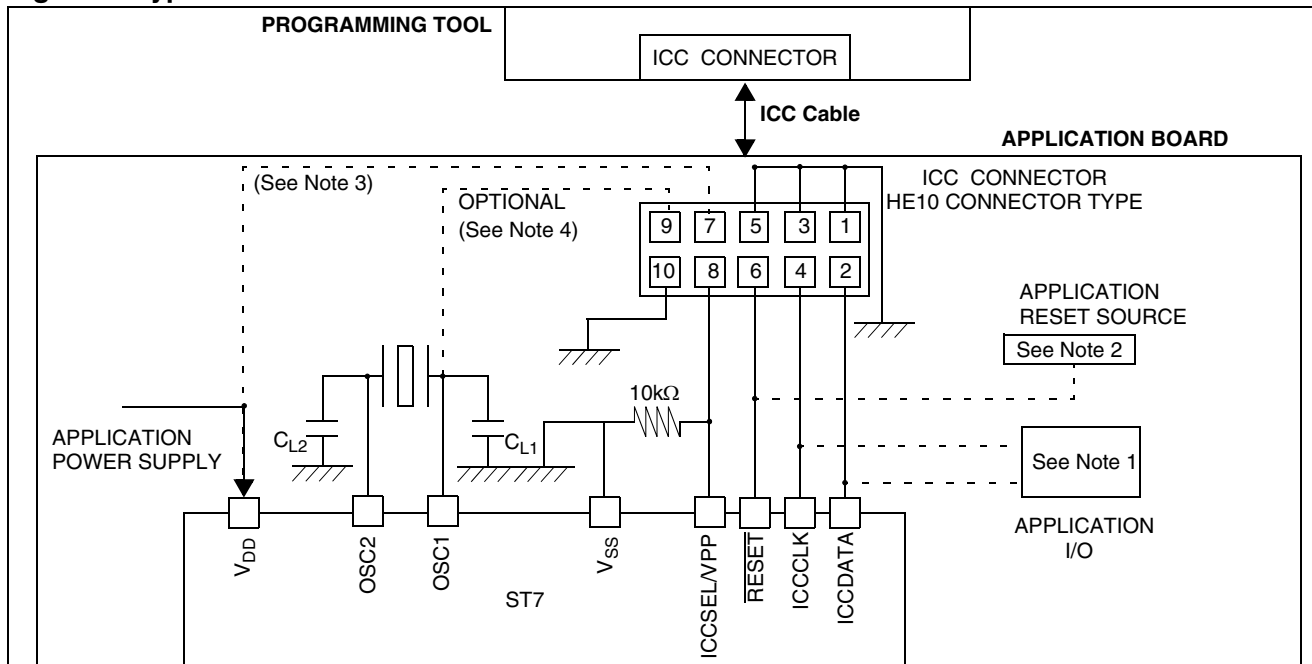 PROGRAMMING TOOL
ICC CONNECTOR
ICC Cable
APPLICATION BOARD
(See Note 3)
OPTIONAL
(See Note 4)
ICC CONNECTOR
HE10 CONNECTOR TYPE
9 7 5 3 1
10 8 6 4 2
APPLICATION
RESET SOURCE
See Note 2
10kΩ
APPLICATION
POWER SUPPLY
CL2
CL1
See Note 1
APPLICATION
I/O
VDD
OSC2
OSC1
VSS
ICCSEL/VPP
RESET
ICCCLK
ICCDATA
ST7